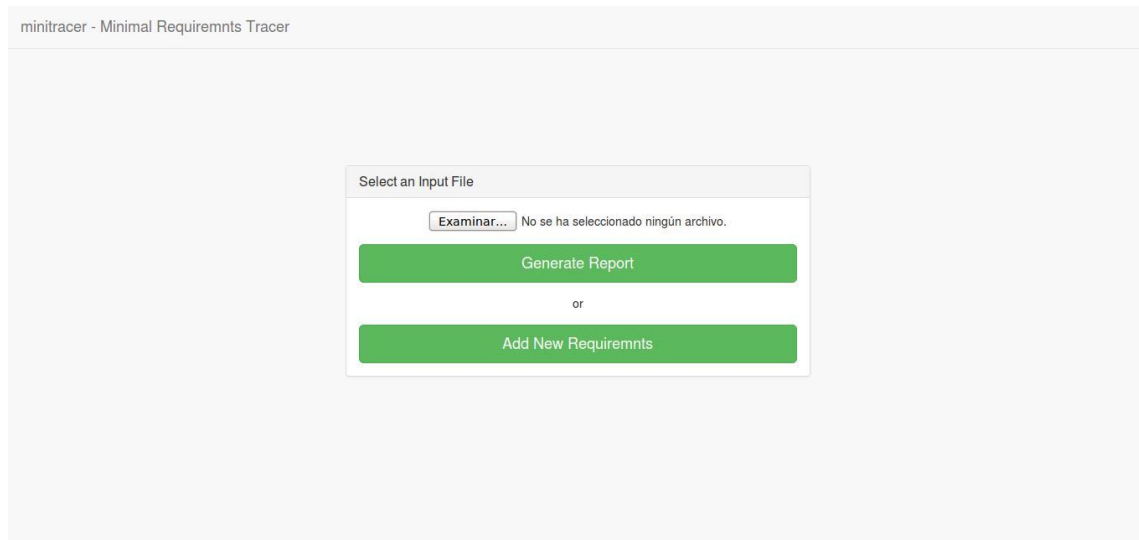 minitracer - Minimal Requiremnts Tracer
Select an Input File
Examinar... No se ha seleccionado ningún archivo.
Generate Report
or
Add New Requiremnts